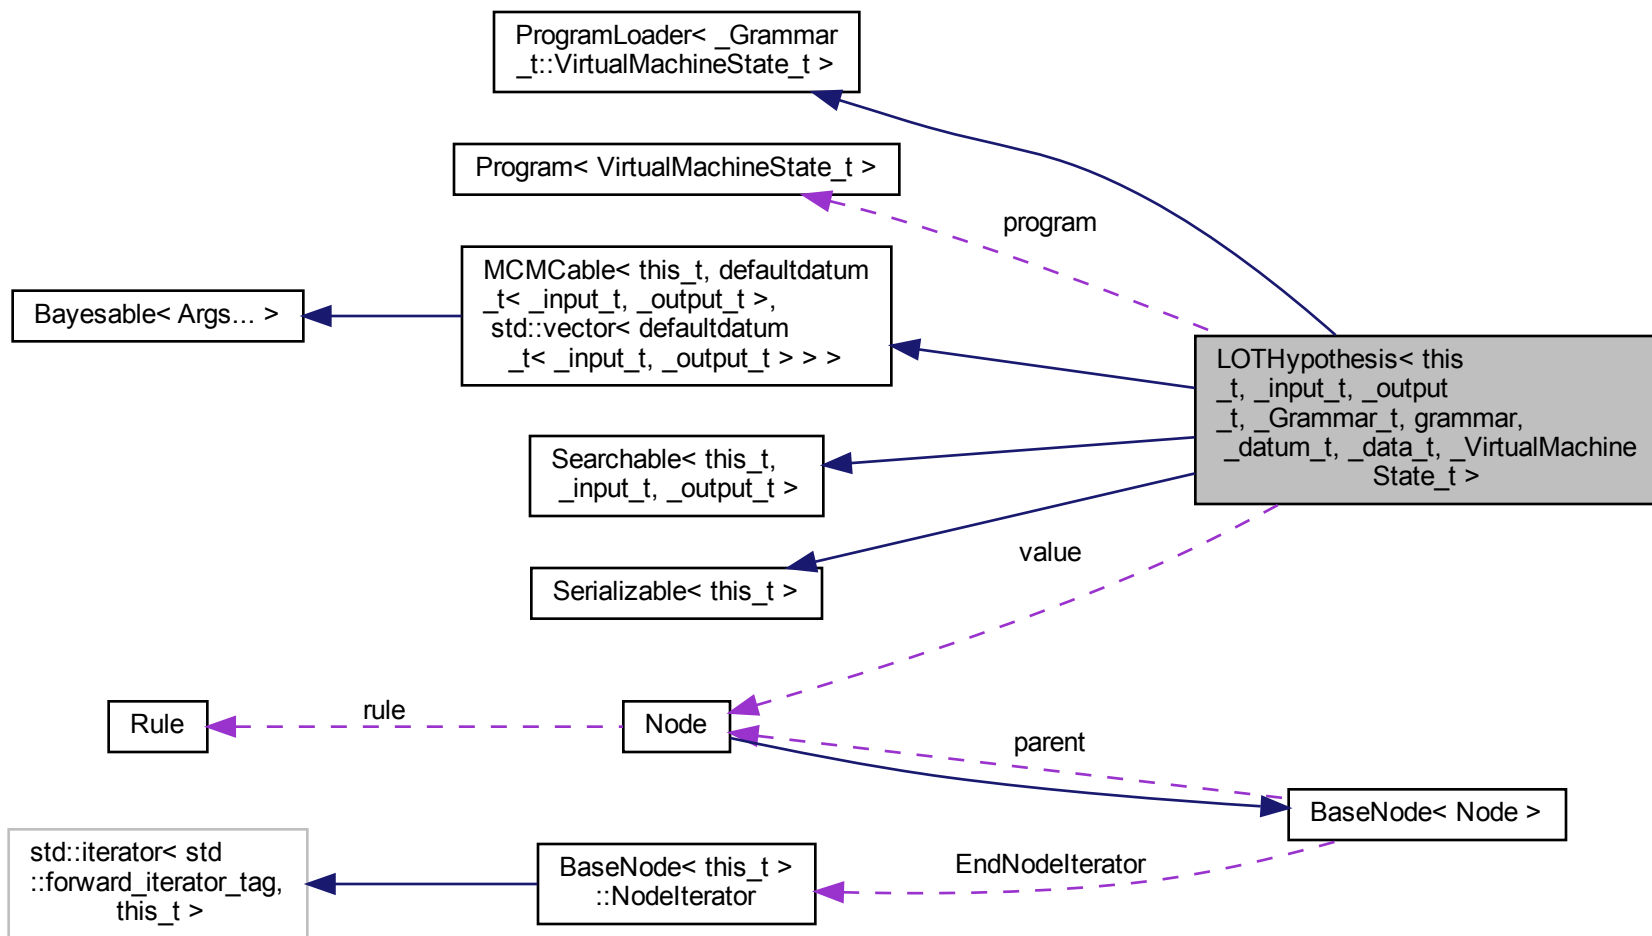 ProgramLoader< _Grammar
_t::VirtualMachineState_t >
Program< VirtualMachineState_t >
program
MCMCable< this_t, defaultdatum
_t< _input_t, _output_t >,
std::vector< defaultdatum
_t< _input_t, _output_t > > >
Bayesable< Args... >
LOTHypothesis< this
_t, _input_t, _output
_t, _Grammar_t, grammar,
_datum_t, _data_t, _VirtualMachine
State_t >
Searchable< this_t,
_input_t, _output_t >
value
Serializable< this_t >
Rule
rule
Node
parent
BaseNode< Node >
std::iterator< std
::forward_iterator_tag,
this_t >
BaseNode< this_t >
::NodeIterator
EndNodeIterator